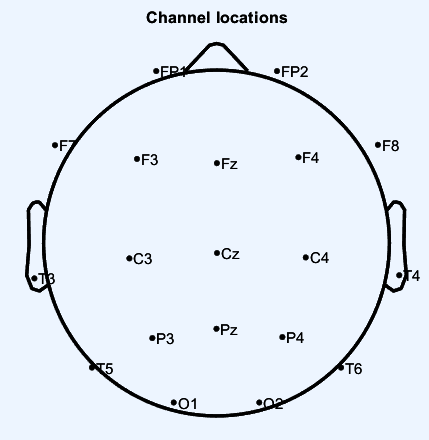 Channel locations
FP1 FP2
F7 F8
F3 Fz F4
C3 Cz C4
T3 T4
P3 Pz P4
T5 T6
O1 O2